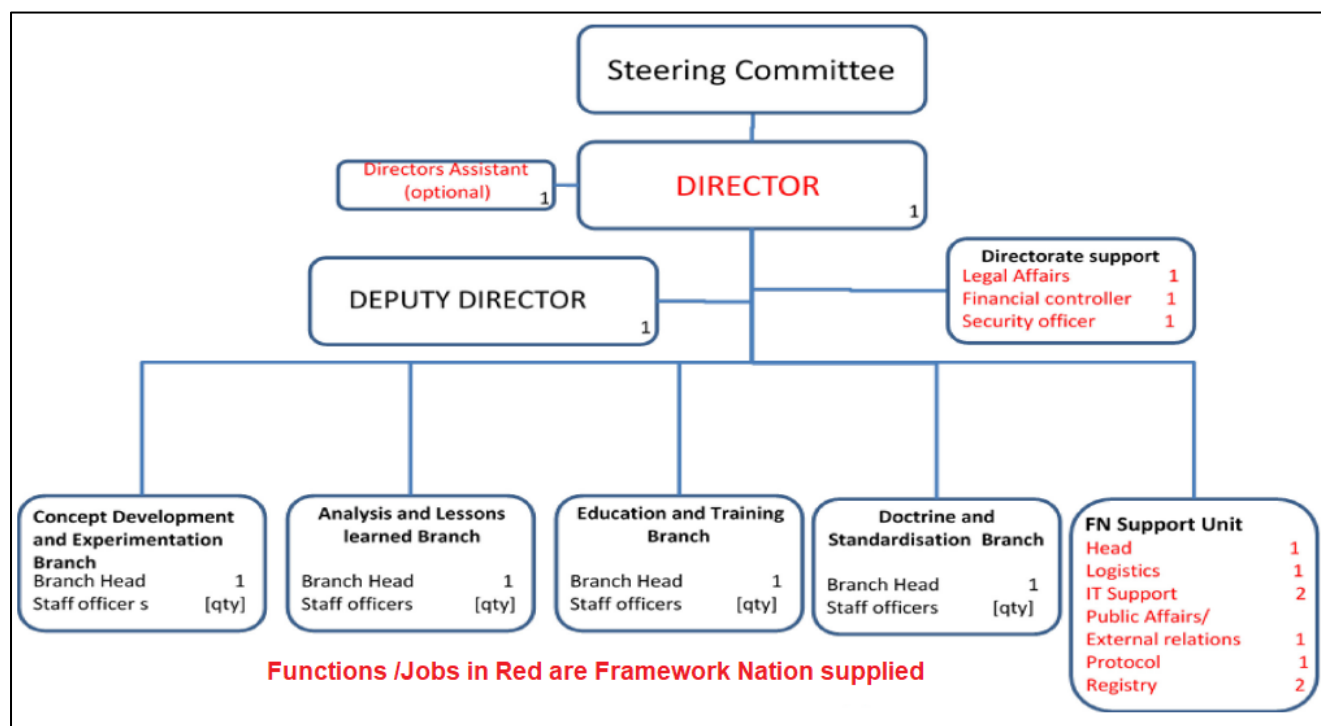 Steering Committee
Directors Assistant
(optional)
1
DIRECTOR
1
Directorate support
Legal Affairs 1
Financial controller 1
Security officer 1
DEPUTY DIRECTOR
1
Concept Development
and Experimentation
Branch
Branch Head 1
Staff officer s [qty]
Analysis and Lessons
learned Branch
Branch Head 1
Staff officers [qty]
Education and Training
Branch
Branch Head 1
Staff officers [qty]
Doctrine and
Standardisation Branch
Branch Head 1
Staff officers [qty]
FN Support Unit
Head 1
Logistics 1
IT Support 2
Public Affairs/
External relations 1
Protocol 1
Registry 2
Functions /Jobs in Red are Framework Nation supplied